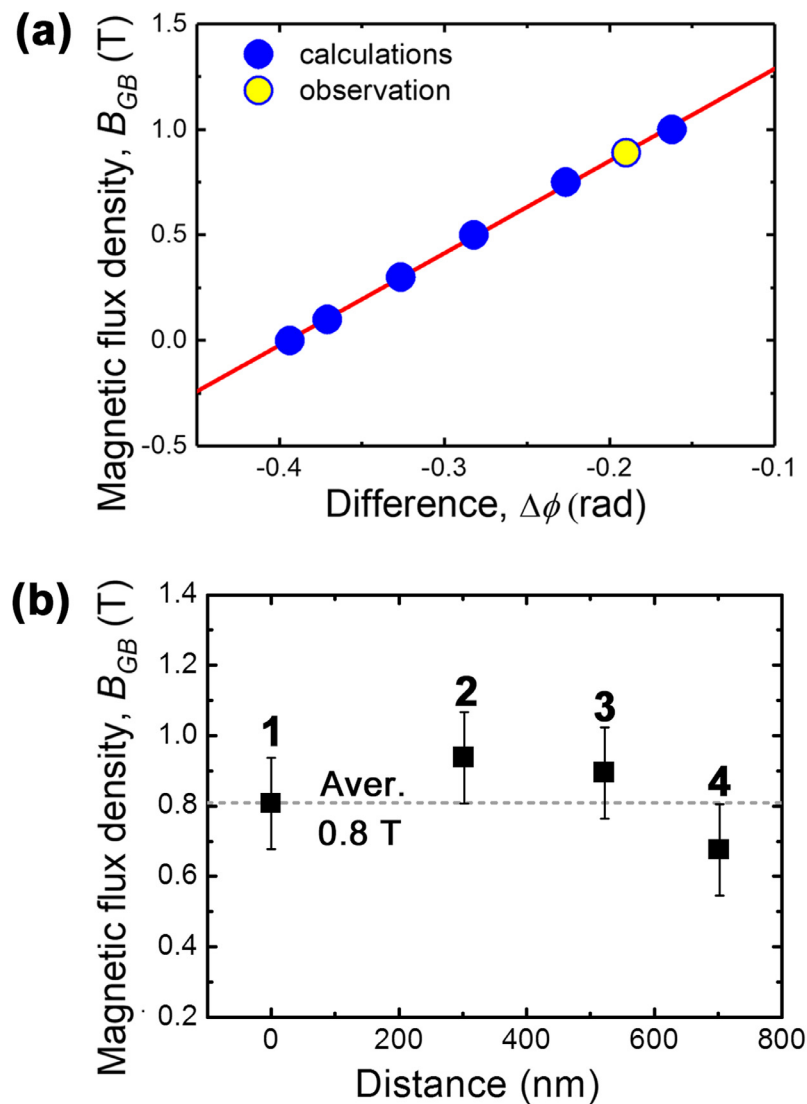 (a)
Magnetic flux density, B_GB (T)
1.5
1.0
0.5
0.0
-0.5
calculations
observation
-0.4 -0.3 -0.2 -0.1
Difference, Δϕ (rad)
(b)
Magnetic flux density, B_GB (T)
1.4
1.2
1.0
0.8
0.6
0.4
0.2
1
2
3
4
Aver.
0.8 T
0 200 400 600 800
Distance (nm)